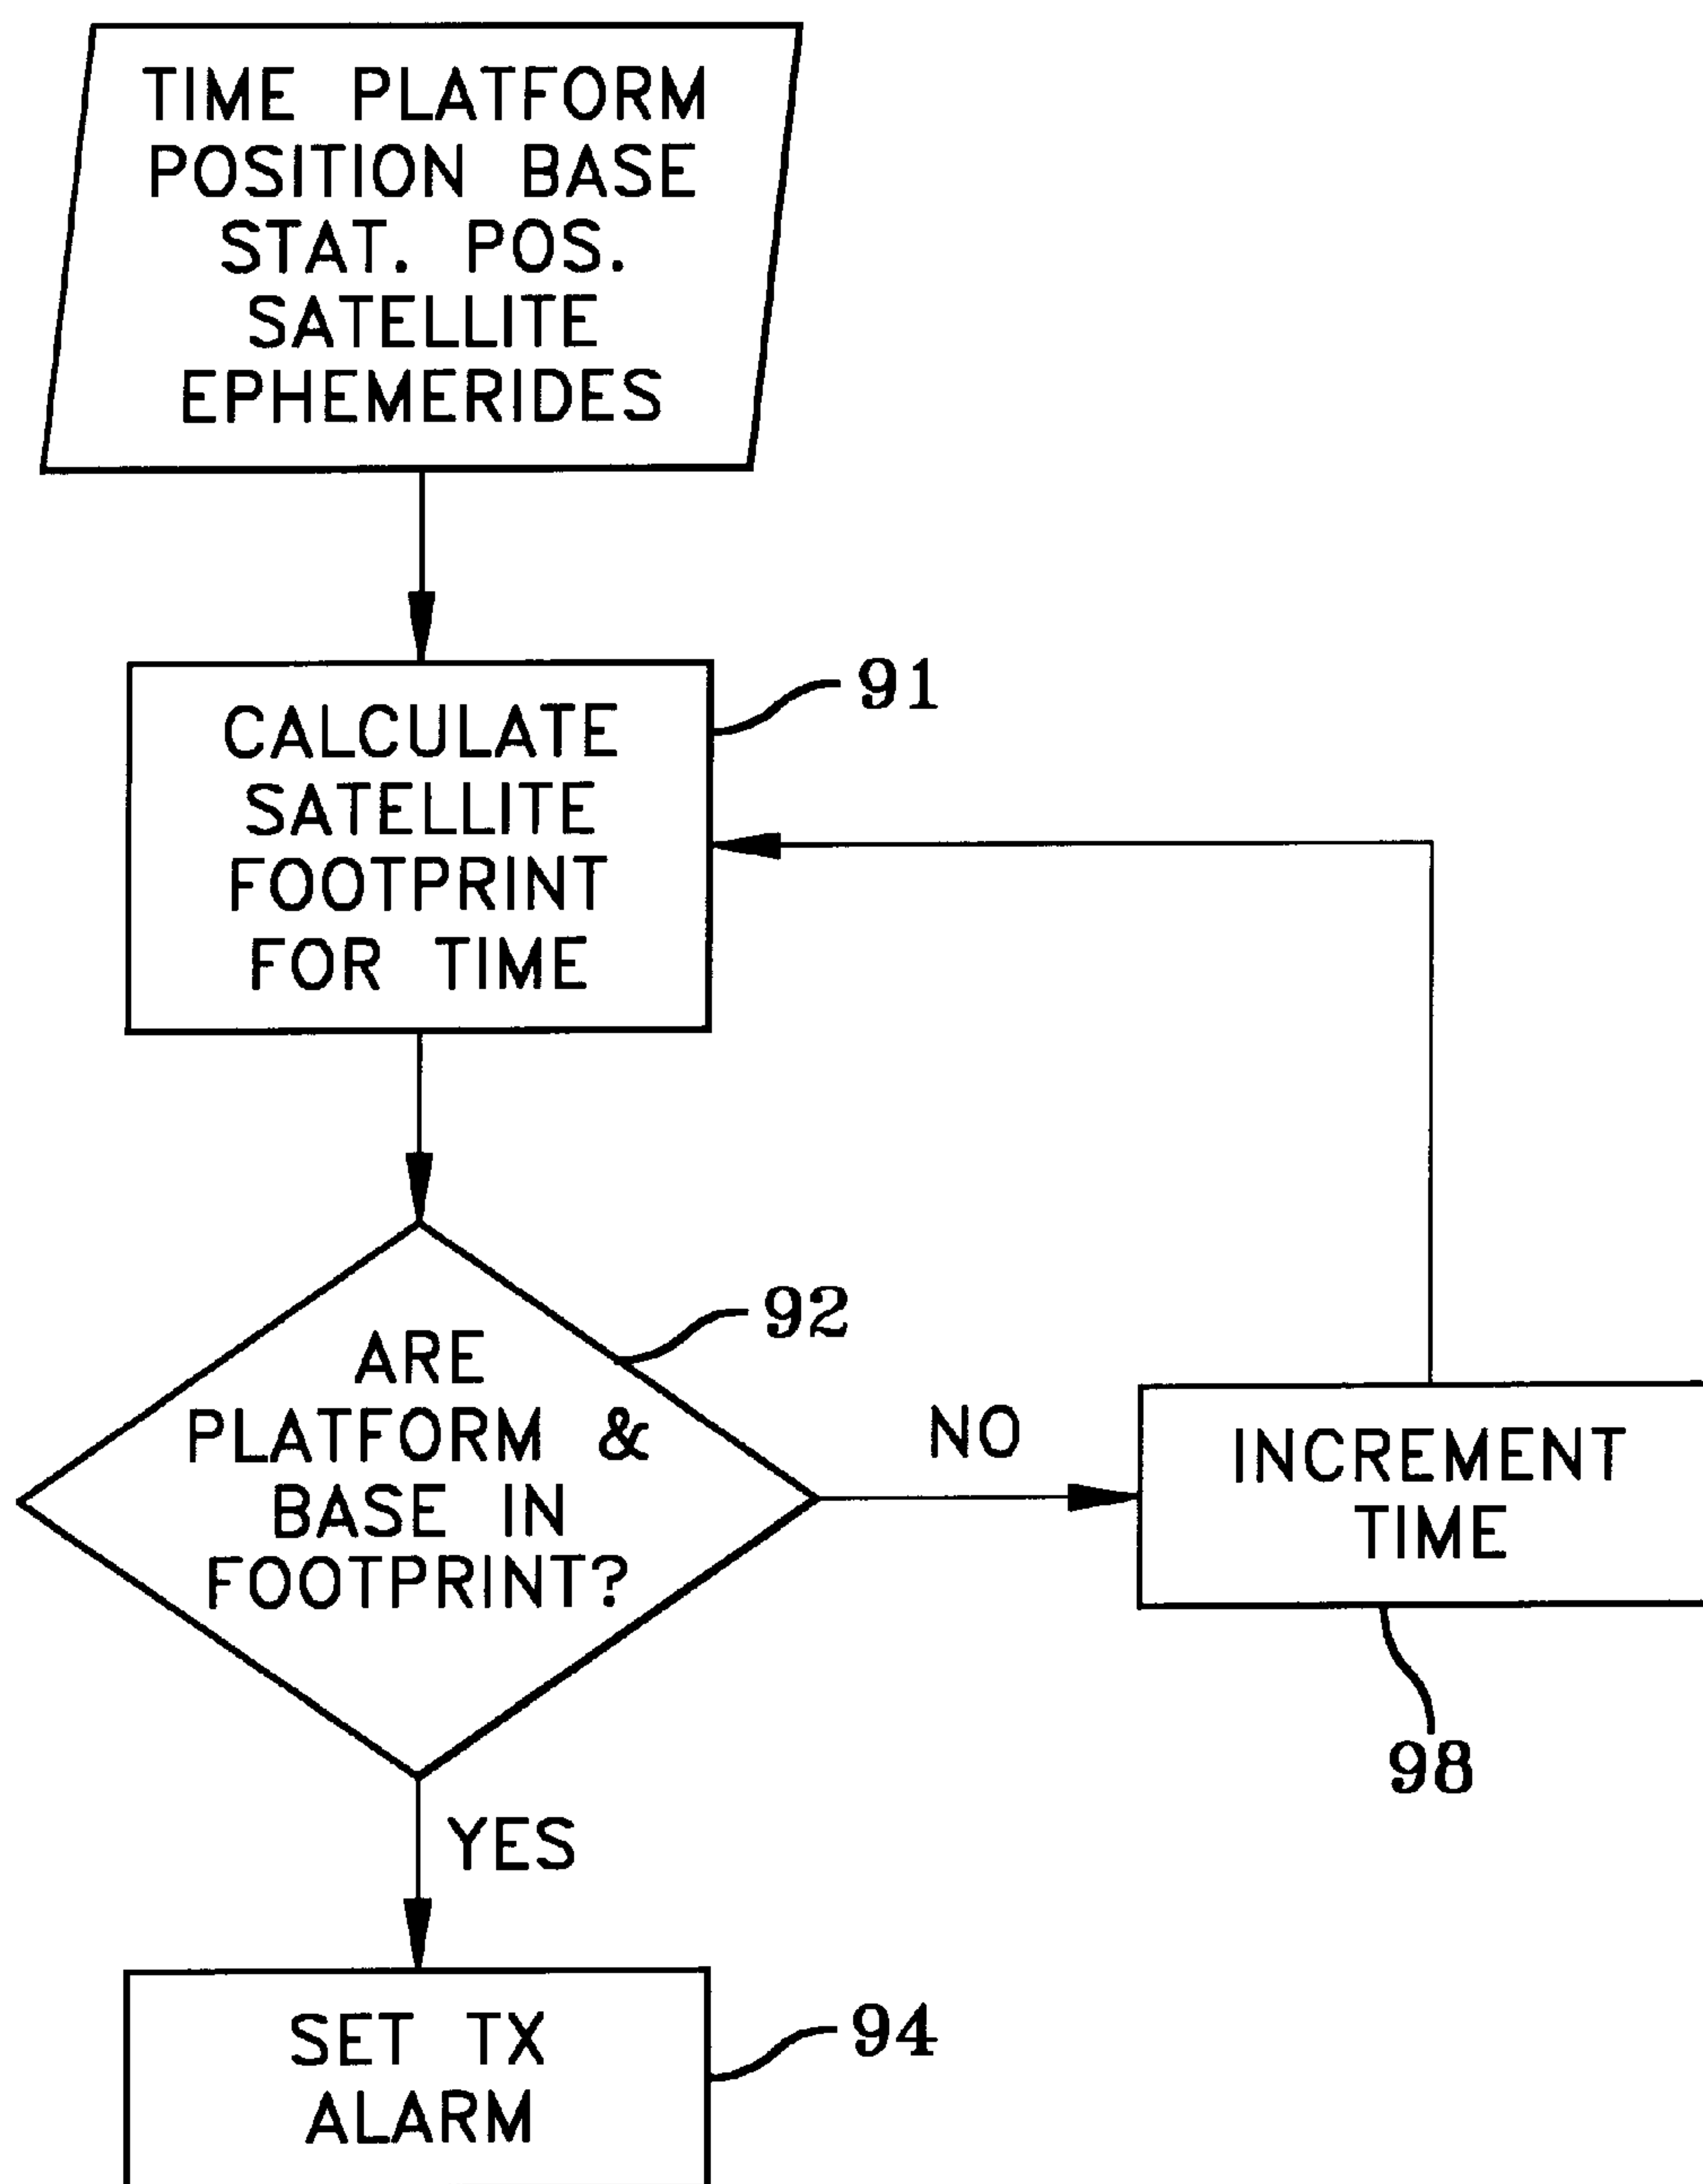 TIME PLATFORM
POSITION BASE
STAT. POS.
SATELLITE
EPHEMERIDES
91
CALCULATE
SATELLITE
FOOTPRINT
FOR TIME
92
ARE
PLATFORM &
BASE IN
FOOTPRINT?
NO
INCREMENT
TIME
98
YES
94
SET TX
ALARM